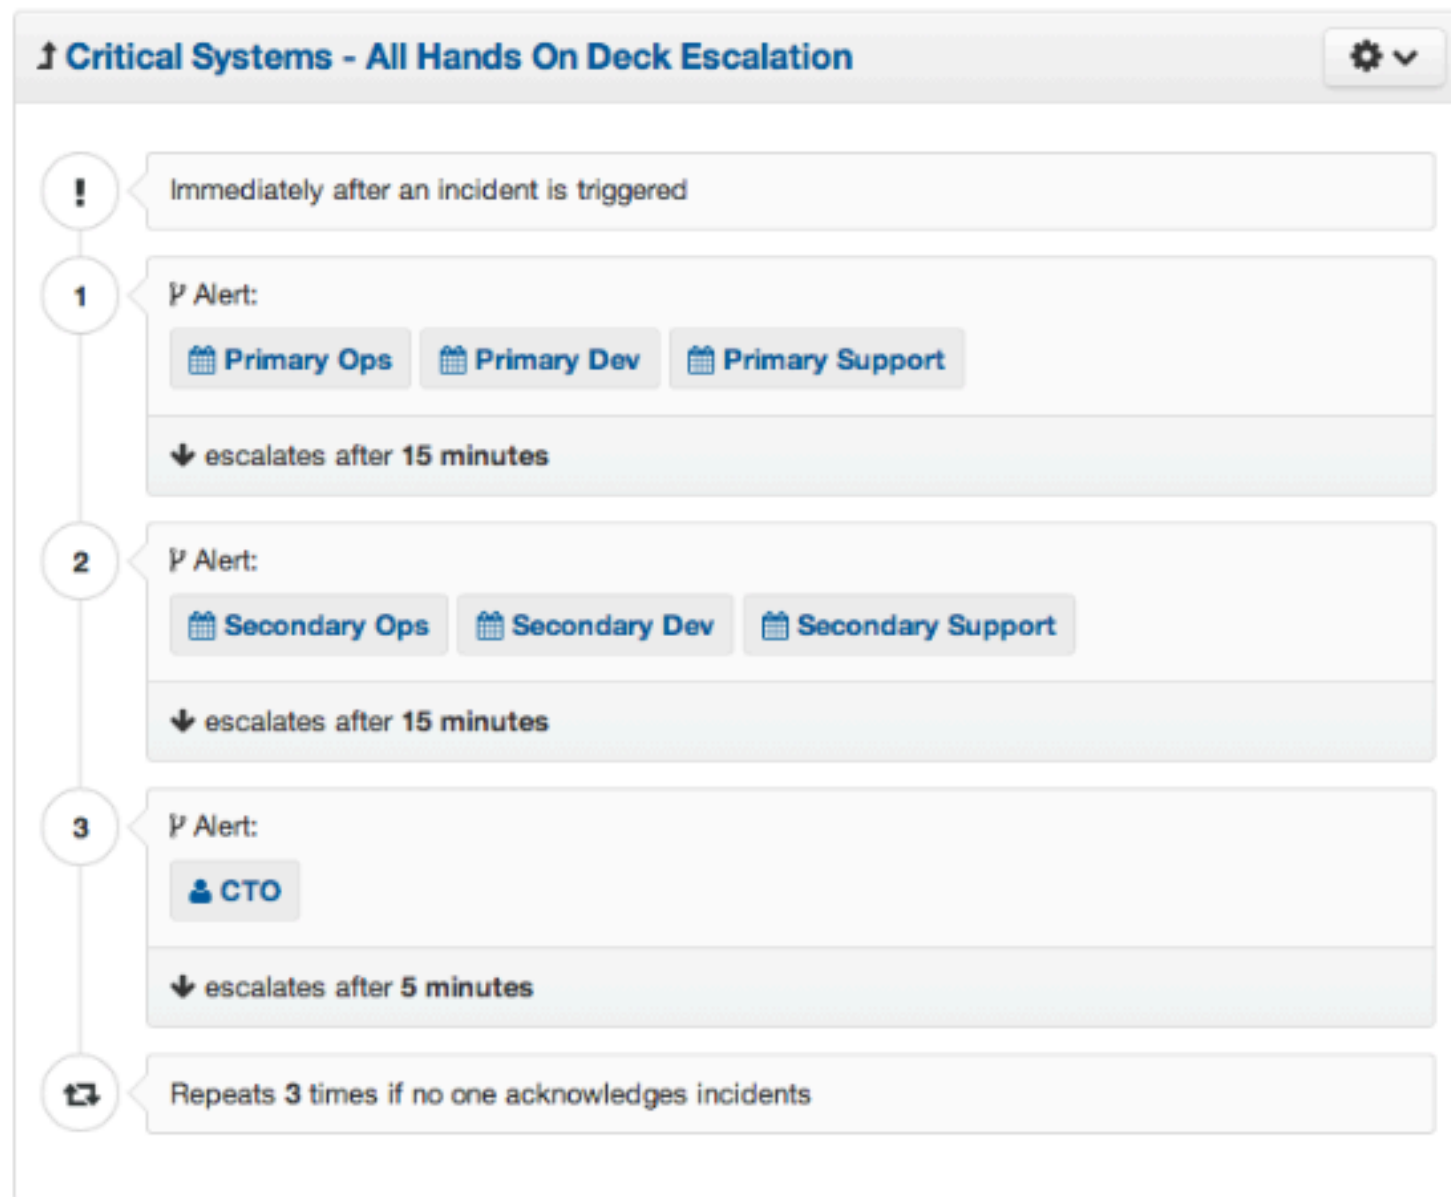 Critical Systems - All Hands On Deck Escalation
!
Immediately after an incident is triggered
1
Alert:
Primary Ops Primary Dev Primary Support
escalates after 15 minutes
2
Alert:
Secondary Ops Secondary Dev Secondary Support
escalates after 15 minutes
3
Alert:
CTO
escalates after 5 minutes
Repeats 3 times if no one acknowledges incidents